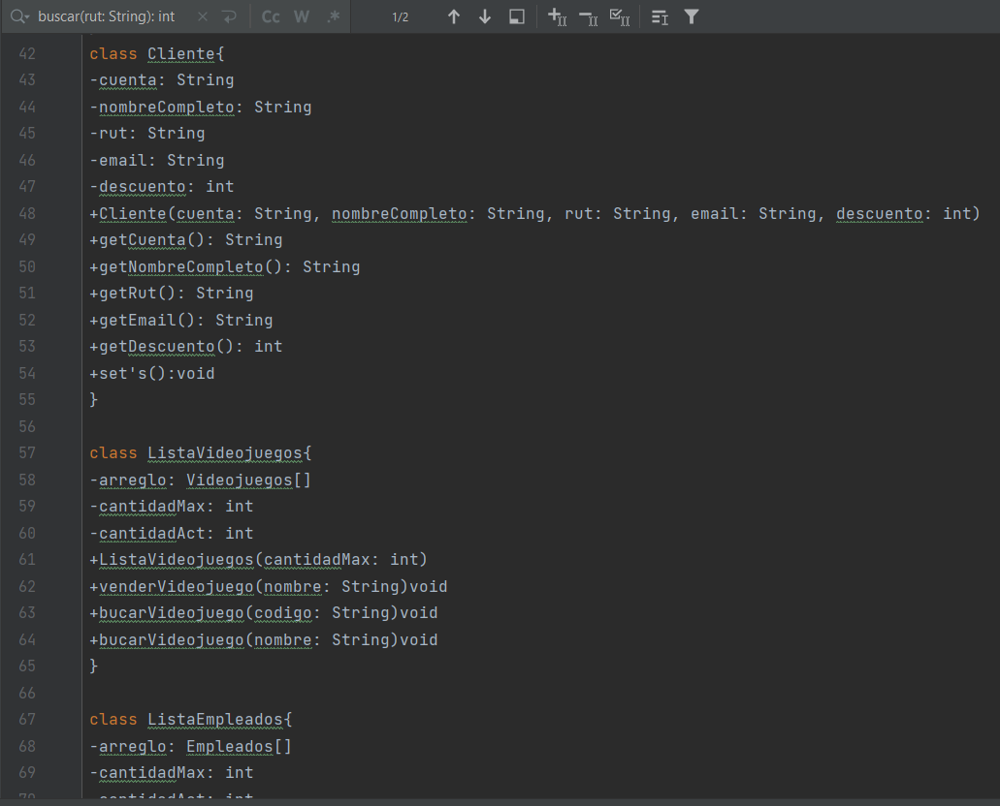 buscar(rut: String): int × Cc W .* 1/2
42 class Cliente{
43 -cuenta: String
44 -nombreCompleto: String
45 -rut: String
46 -email: String
47 -descuento: int
48 +Cliente(cuenta: String, nombreCompleto: String, rut: String, email: String, descuento: int)
49 +getCuenta(): String
50 +getNombreCompleto(): String
51 +getRut(): String
52 +getEmail(): String
53 +getDescuento(): int
54 +set's():void
55 }
56
57 class ListaVideojuegos{
58 -arreglo: Videojuegos[]
59 -cantidadMax: int
60 -cantidadAct: int
61 +ListaVideojuegos(cantidadMax: int)
62 +venderVideojuego(nombre: String)void
63 +bucarVideojuego(codigo: String)void
64 +bucarVideojuego(nombre: String)void
65 }
66
67 class ListaEmpleados{
68 -arreglo: Empleados[]
69 -cantidadMax: int
70 -cantidadAct: int